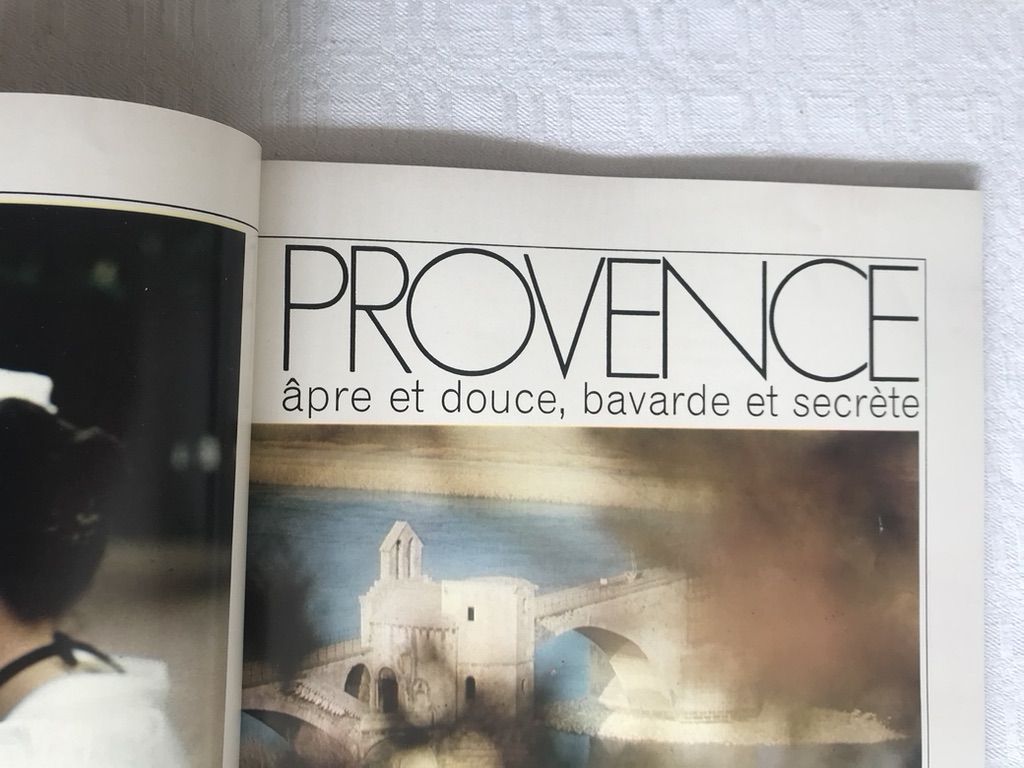 PROVENCE
âpre et douce, bavarde et secrète